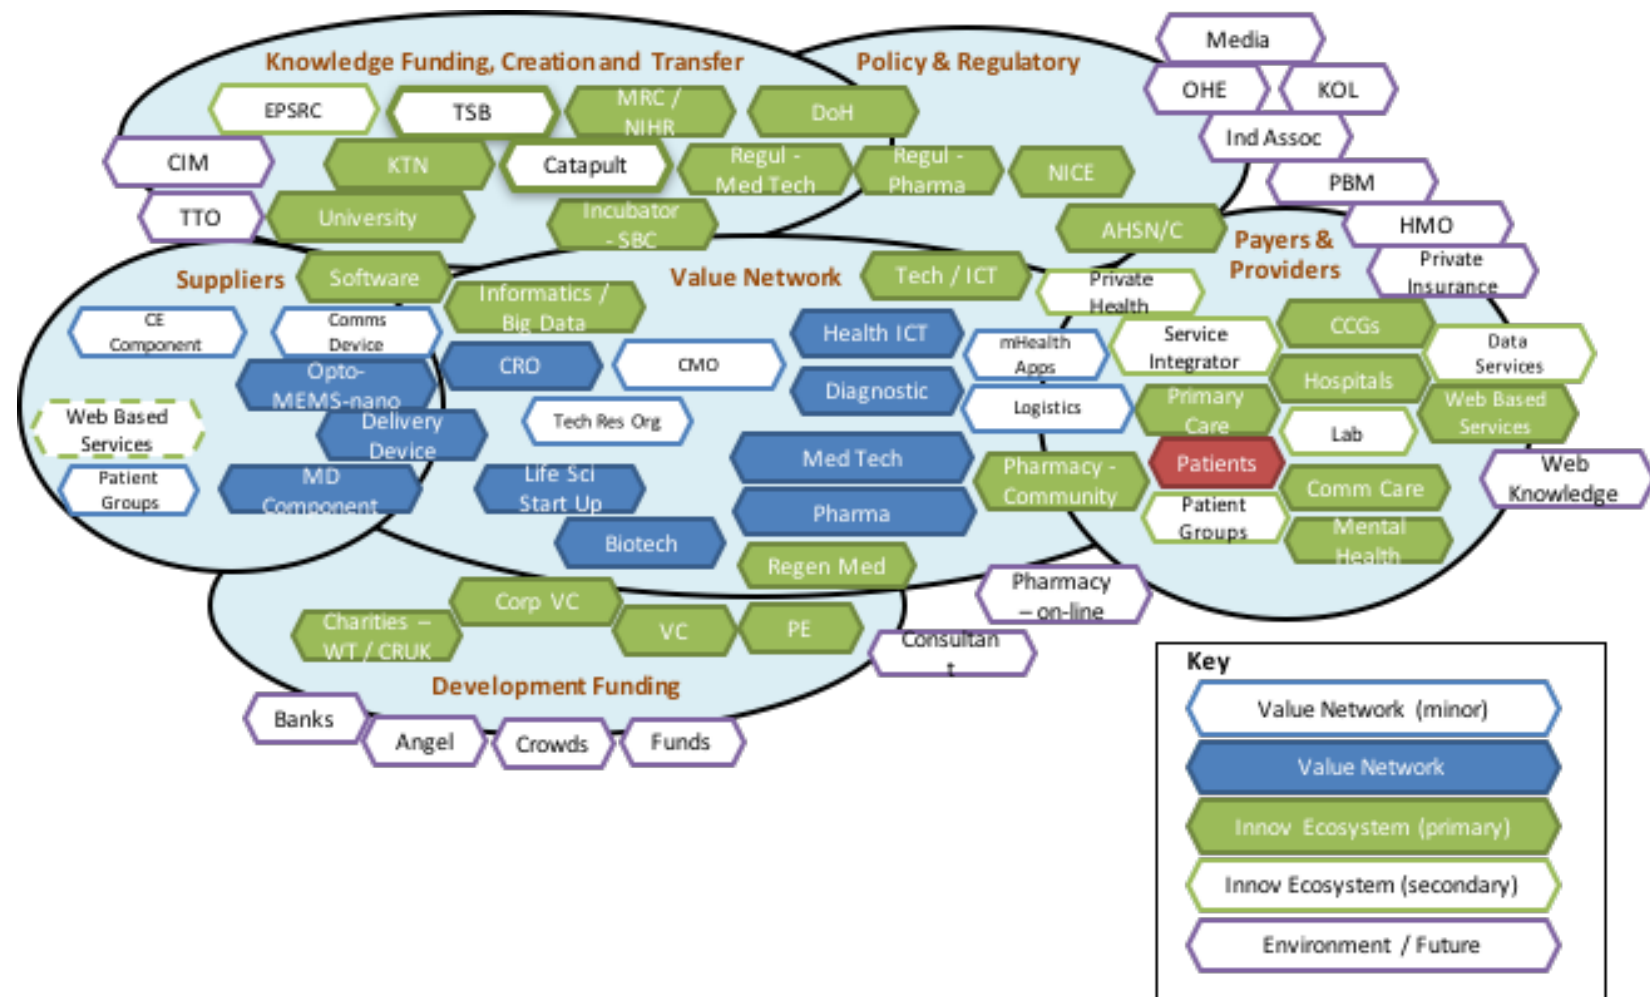 Knowledge Funding, Creation and Transfer
Policy & Regulatory
Media
OHE
KOL
Ind Assoc
PBM
HMO
Private
Insurance
EPSRC
TSB
MRC /
NIHR
DoH
CIM
KTN
Catapult
Regul -
Med Tech
Regul -
Pharma
NICE
TTO
University
Incubator
- SBC
AHSN/C
Payers &
Providers
Suppliers
Software
Value Network
Tech / ICT
Private
Health
Informatics /
Big Data
CE
Component
Comms
Device
Health ICT
mHealth
Apps
Service
Integrator
CCGs
Data
Services
Opto-
MEMS-nano
CRO
CMO
Diagnostic
Hospitals
Web Based
Services
Delivery
Device
Tech Res Org
Logistics
Primary
Care
Lab
Web Based
Services
Patient
Groups
MD
Component
Life Sci
Start Up
Med Tech
Pharmacy -
Community
Patients
Comm Care
Web
Knowledge
Pharma
Patient
Groups
Mental
Health
Biotech
Regen Med
Pharmacy
– on-line
Charities –
WT / CRUK
Corp VC
VC
PE
Consultan
t
Development Funding
Banks
Angel
Crowds
Funds
Key
Value Network (minor)
Value Network
Innov Ecosystem (primary)
Innov Ecosystem (secondary)
Environment / Future